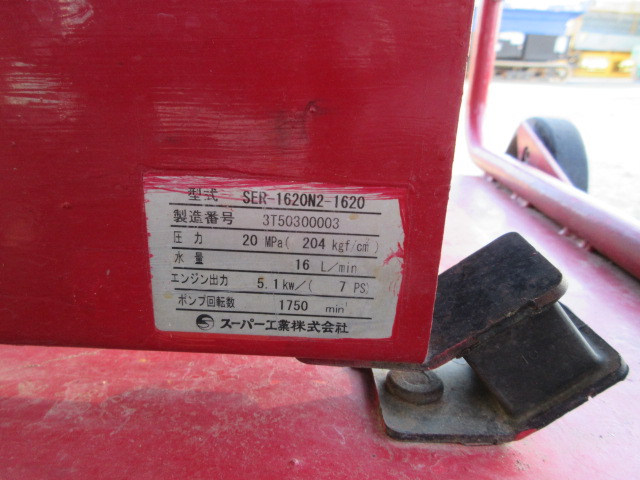 型式 SER-1620N2-1620
製造番号 3T50300003
圧力 20 MPa( 204 kgf/cm²)
水量 16 L/min
エンジン出力 5.1kw/( 7 PS)
ポンプ回転数 1750 min⁻¹
スーパー工業株式会社